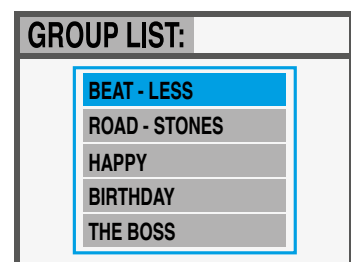 GROUP LIST:
BEAT - LESS
ROAD - STONES
HAPPY
BIRTHDAY
THE BOSS